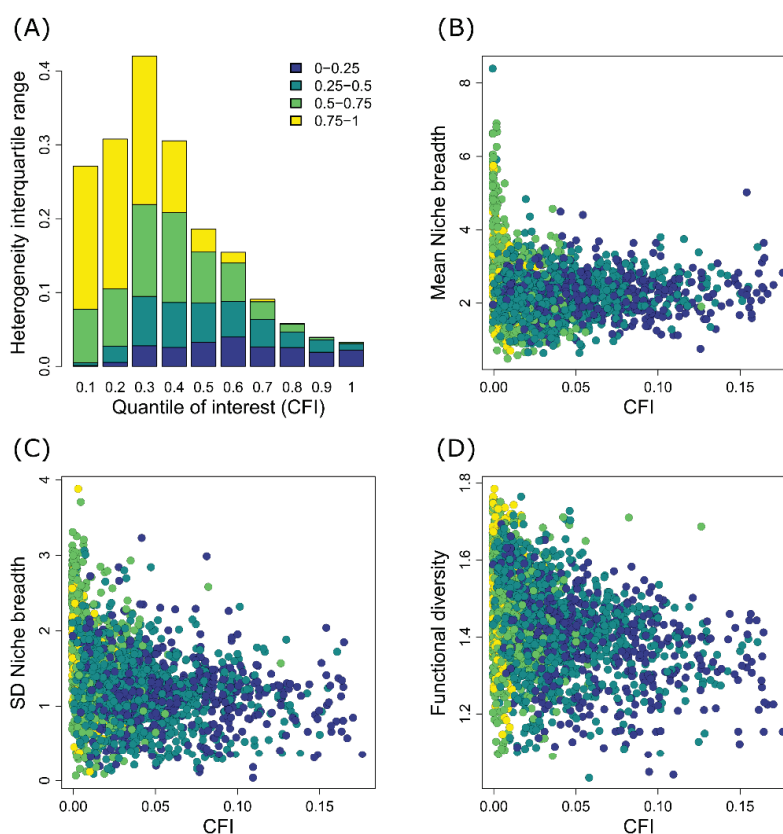 (A)
Heterogeneity interquartile range
0.4
0.3
0.2
0.1
0.0
0-0.25
0.25-0.5
0.5-0.75
0.75-1
0.1 0.2 0.3 0.4 0.5 0.6 0.7 0.8 0.9 1
Quantile of interest (CFI)
(B)
Mean Niche breadth
8
6
4
2
0.00 0.05 0.10 0.15
CFI
(C)
SD Niche breadth
4
3
2
1
0
0.00 0.05 0.10 0.15
CFI
(D)
Functional diversity
1.8
1.6
1.4
1.2
0.00 0.05 0.10 0.15
CFI